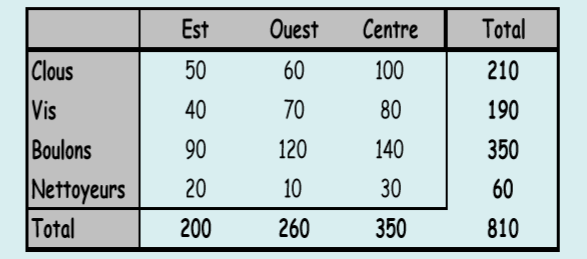 Est Ouest Centre Total
Clous 50 60 100 210
Vis 40 70 80 190
Boulons 90 120 140 350
Nettoyeurs 20 10 30 60
Total 200 260 350 810